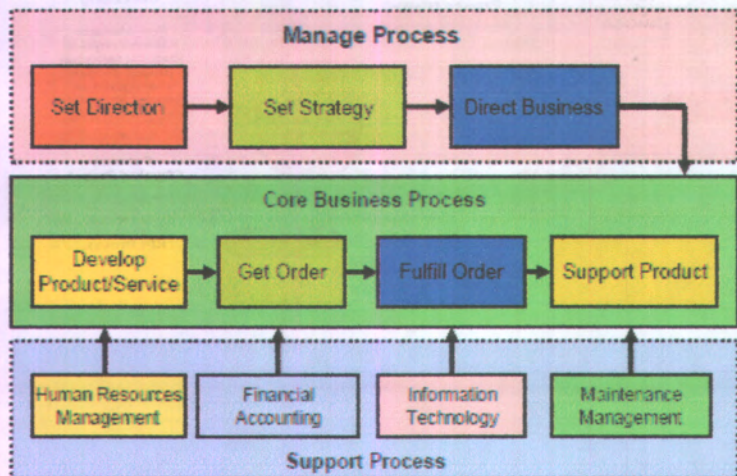 Manage Process
Set Direction
Set Strategy
Direct Business
Core Business Process
Develop
Product/Service
Get Order
Fulfill Order
Support Product
Human Resources
Management
Financial
Accounting
Information
Technology
Maintenance
Management
Support Process